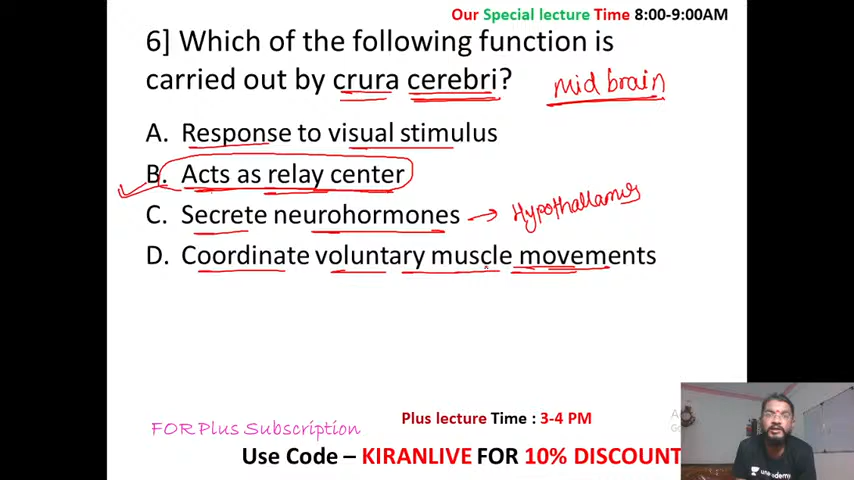 Our Special lecture Time 8:00-9:00AM
6] Which of the following function is
carried out by crura cerebri?
mid brain
A. Response to visual stimulus
B. Acts as relay center
C. Secrete neurohormones → Hypothallamus
D. Coordinate voluntary muscle movements
FOR Plus Subscription
Plus lecture Time : 3-4 PM
Use Code – KIRANLIVE FOR 10% DISCOUNT